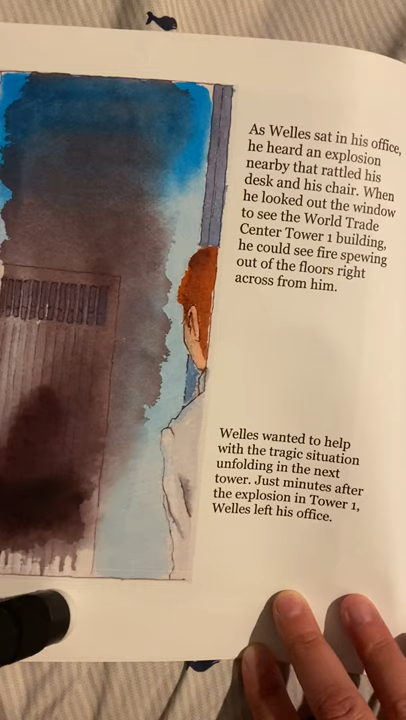 As Welles sat in his office,
he heard an explosion
nearby that rattled his
desk and his chair. When
he looked out the window
to see the World Trade
Center Tower 1 building,
he could see fire spewing
out of the floors right
across from him.
Welles wanted to help
with the tragic situation
unfolding in the next
tower. Just minutes after
the explosion in Tower 1,
Welles left his office.